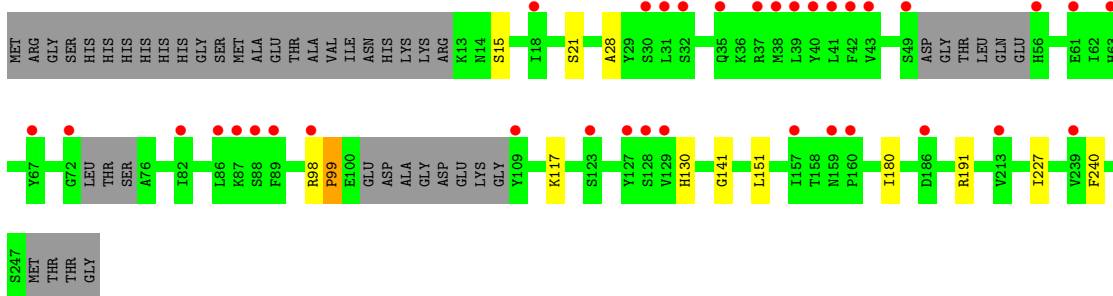 MET ARG GLY SER HIS HIS HIS HIS HIS HIS GLY SER MET ALA GLU THR ALA VAL ILE ASN HIS LYS LYS ARG K13 N14 S15 I18 S21 A28 Y29 S30 L31 S32 Q35 K36 R37 M38 L39 Y40 L41 F42 V43 S49 ASP GLY THR LEU GLN GLU H56 E61 I62 H63
Y67 G72 LEU THR SER A76 I82 L86 K87 S88 F89 R98 P99 E100 GLU ASP ALA GLY ASP GLU LYS GLY Y109 K117 S123 Y127 S128 V129 H130 G141 L151 I157 T158 N159 P160 I180 D186 R191 V213 I227 V239 F240
S247 MET THR THR GLY